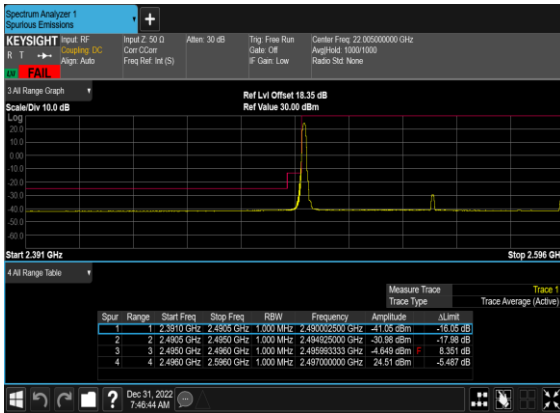 Spectrum Analyzer 1
Spurious Emissions
KEYSIGHT Input: RF Input Z: 50 Ω Atten: 30 dB Trig: Free Run Center Freq: 22.005000000 GHz
R T Coupling: DC Corr CCorr Gate: Off Avg|Hold: 1000/1000
Align: Auto Freq Ref: Int (S) IF Gain: Low Radio Std: None
FAIL
3 All Range Graph
Ref Lvl Offset 18.35 dB
Scale/Div 10.0 dB Ref Value 30.00 dBm
Log
20.0
10.0
0.00
-10.0
-20.0
-30.0
-40.0
-50.0
-60.0
Start 2.391 GHz Stop 2.596 GH
4 All Range Table
Measure Trace Trace 1
Trace Type Trace Average (Active)
Spur Range Start Freq Stop Freq RBW Frequency Amplitude ΔLimit
1 1 2.3910 GHz 2.4905 GHz 1.000 MHz 2.490002500 GHz -41.05 dBm -16.05 dB
2 2 2.4905 GHz 2.4950 GHz 1.000 MHz 2.494925000 GHz -30.98 dBm -17.98 dB
3 3 2.4950 GHz 2.4960 GHz 1.000 MHz 2.495993333 GHz -4.649 dBm F 8.351 dB
4 4 2.4960 GHz 2.5960 GHz 1.000 MHz 2.497000000 GHz 24.51 dBm -5.487 dB
Dec 31, 2022
7:46:44 AM